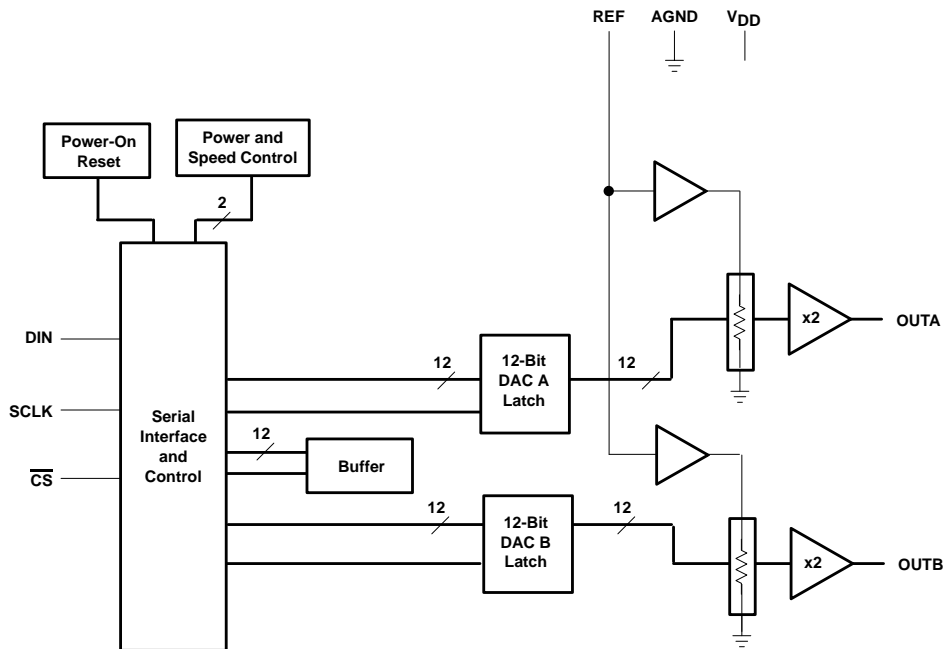 REF AGND VDD
Power-On
Reset
Power and
Speed Control
2
DIN
SCLK
CS
Serial
Interface
and
Control
12
12-Bit
DAC A
Latch
12
x2
OUTA
12
Buffer
12
12-Bit
DAC B
Latch
12
x2
OUTB